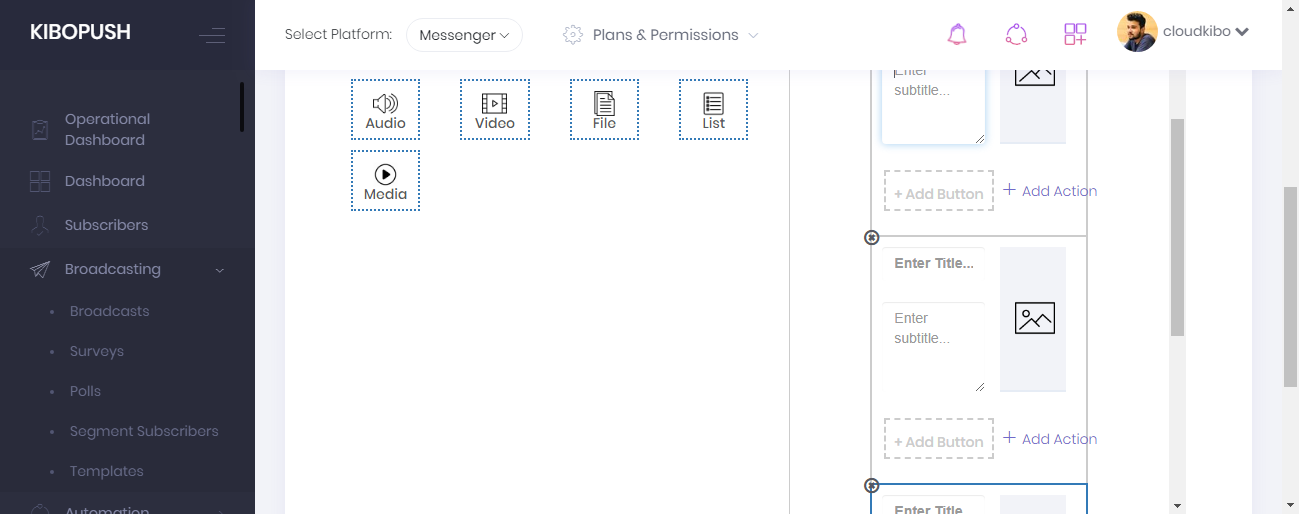 KIBOPUSH
Select Platform:
Messenger
Plans & Permissions
cloudkibo
Operational
Dashboard
Dashboard
Subscribers
Broadcasting
Broadcasts
Surveys
Polls
Segment Subscribers
Templates
Automation
Audio
Video
File
List
Media
Enter
subtitle...
+ Add Button
+ Add Action
Enter Title...
Enter
subtitle...
+ Add Button
+ Add Action
Enter Title...